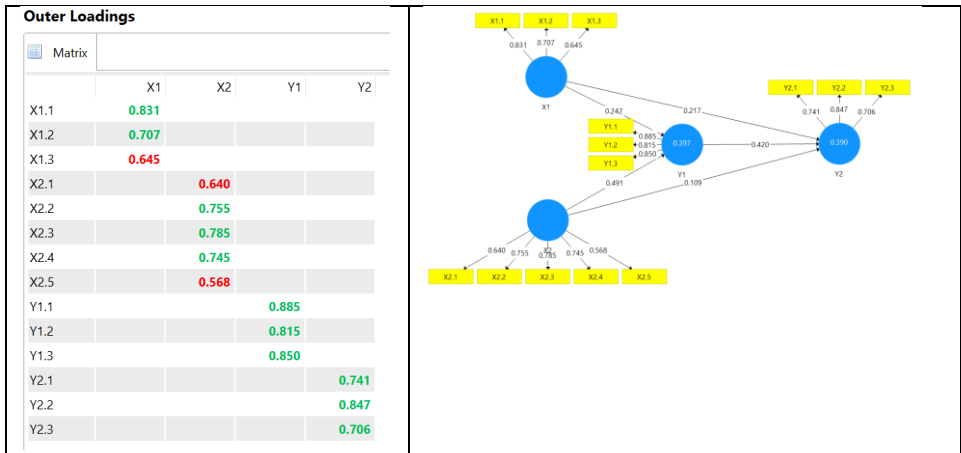 Outer Loadings
Matrix
X1 X2 Y1 Y2
X1.1 0.831
X1.2 0.707
X1.3 0.645
X2.1 0.640
X2.2 0.755
X2.3 0.785
X2.4 0.745
X2.5 0.568
Y1.1 0.885
Y1.2 0.815
Y1.3 0.850
Y2.1 0.741
Y2.2 0.847
Y2.3 0.706
X1.1 X1.2 X1.3
0.831 0.707 0.645
X1
Y2.1 Y2.2 Y2.3
0.741 0.847 0.706
0.242 0.217
Y1.1 0.885
Y1.2 0.815
Y1.3 0.850
0.397 0.420 0.390
Y1 Y2
0.491 0.109
X2
0.640 0.755 0.785 0.745 0.568
X2.1 X2.2 X2.3 X2.4 X2.5